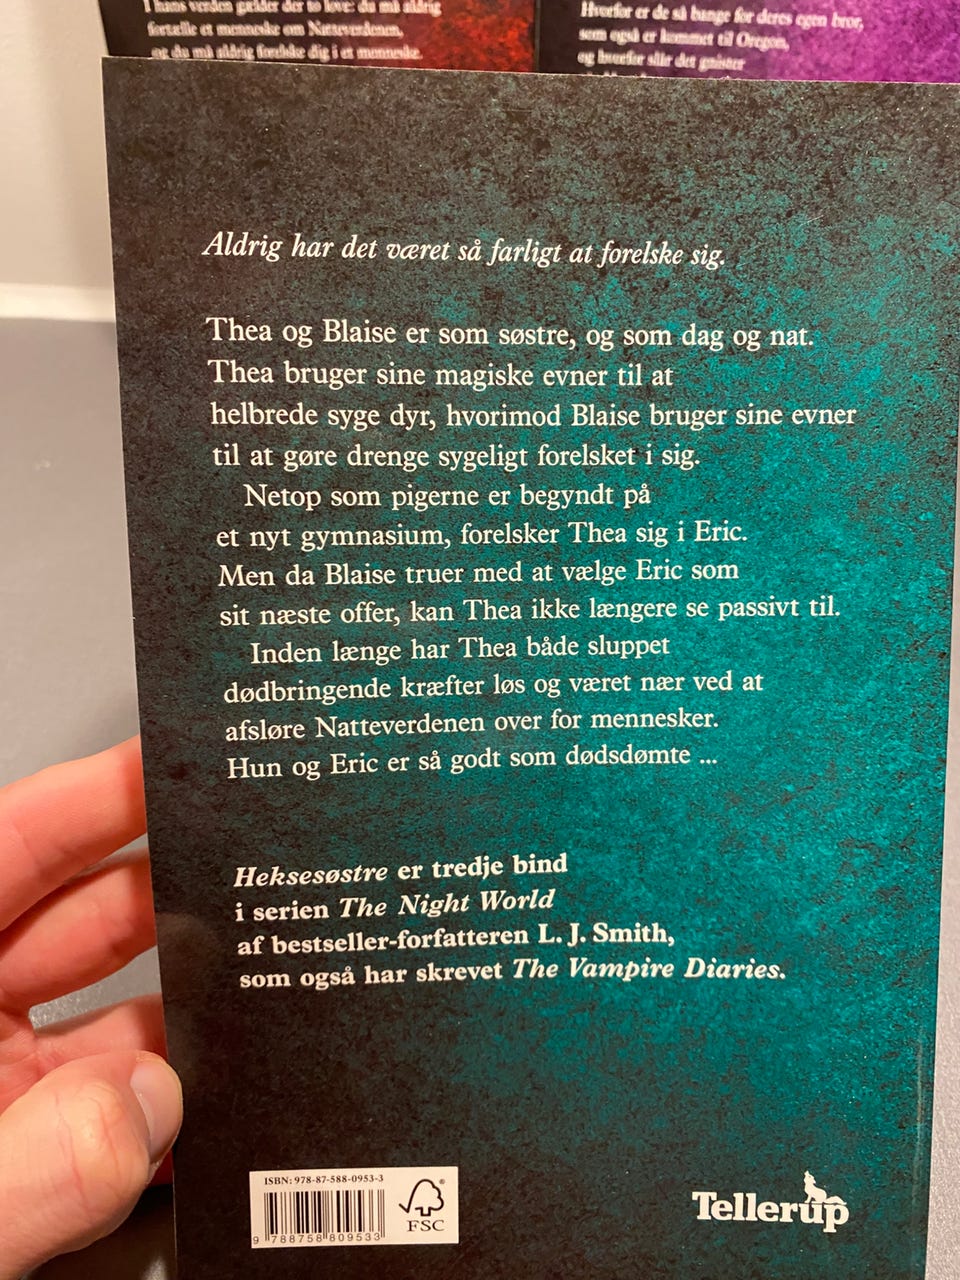 I hans verden gælder der to love: du må aldrig
fortælle et menneske om Natteverdenen,
og du må aldrig forelske dig i et menneske.
Hvorfor er de så bange for deres egen bror,
som også er kommet til Oregon,
og hvorfor slår det gnister
Aldrig har det været så farligt at forelske sig.
Thea og Blaise er som søstre, og som dag og nat.
Thea bruger sine magiske evner til at
helbrede syge dyr, hvorimod Blaise bruger sine evner
til at gøre drenge sygeligt forelsket i sig.
Netop som pigerne er begyndt på
et nyt gymnasium, forelsker Thea sig i Eric.
Men da Blaise truer med at vælge Eric som
sit næste offer, kan Thea ikke længere se passivt til.
Inden længe har Thea både sluppet
dødbringende kræfter løs og været nær ved at
afsløre Natteverdenen over for mennesker.
Hun og Eric er så godt som dødsdømte ...
Heksesøstre er tredje bind
i serien The Night World
af bestseller-forfatteren L. J. Smith,
som også har skrevet The Vampire Diaries.
ISBN: 978-87-588-0953-3
9 788758 809533
FSC
Tellerup